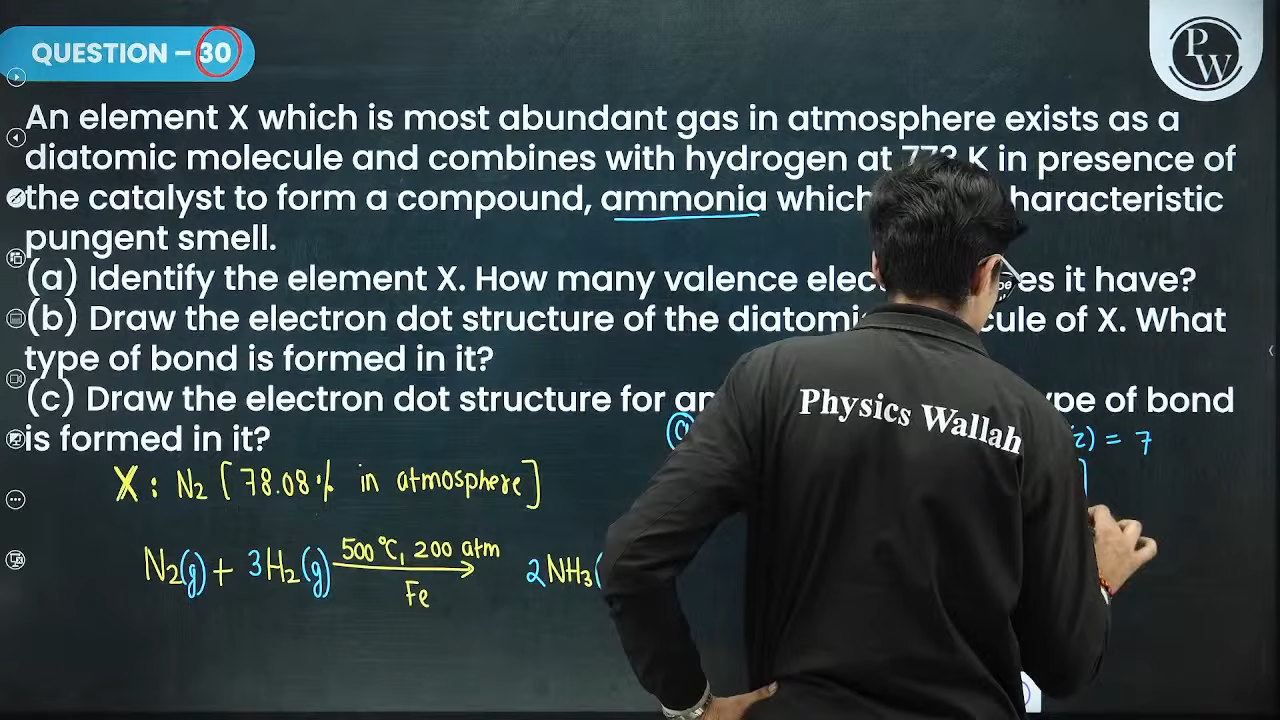 QUESTION – 30
P
W
An element X which is most abundant gas in atmosphere exists as a
diatomic molecule and combines with hydrogen at 773 K in presence of
the catalyst to form a compound, ammonia which haracteristic
pungent smell.
(a) Identify the element X. How many valence elec es it have?
(b) Draw the electron dot structure of the diatomi cule of X. What
type of bond is formed in it?
(c) Draw the electron dot structure for an ype of bond
is formed in it?
(a) (z) = 7
X : N₂ [78.08% in atmosphere]
N₂(g) + 3H₂(g) 500°C, 200 atm 2NH₃(
Fe
Physics Wallah